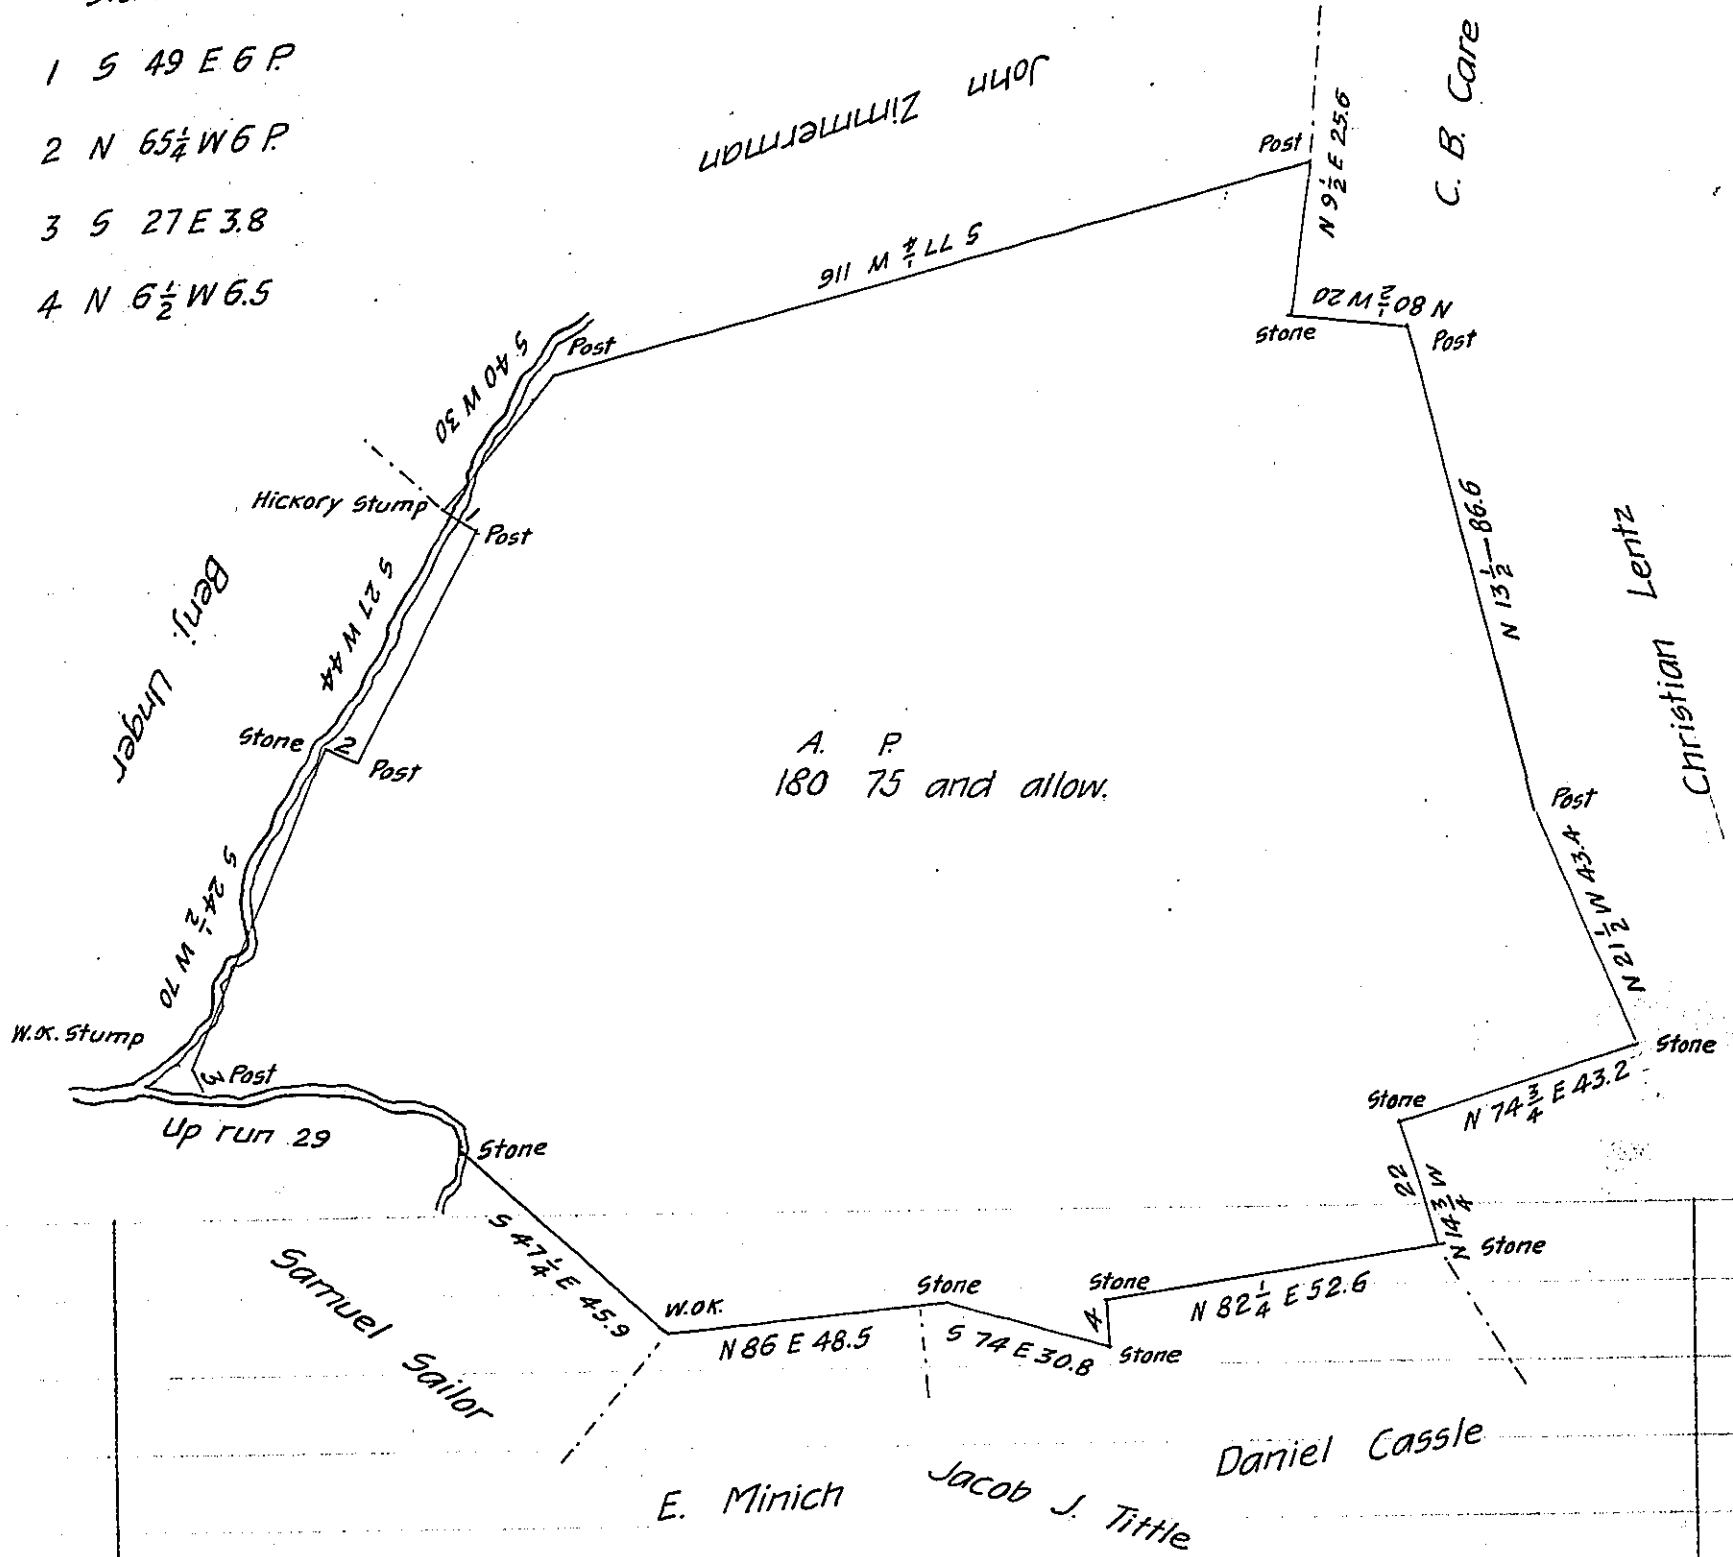 1 S 49 E 6 P.
2 N 65¼ W 6 P.
3 S 27 E 3.8
4 N 6½ W 6.5
John Zimmerman
C. B. Care
Post
N 9½ E 25.6
S 77¼ W 116
N 80½ W 20
Stone
Post
S 40 W 30
Post
Hickory Stump
1
Post
N 13½—86.6
Christian Lentz
Benj. Unger
S 27 W 44
Stone
2
Post
A. P.
180 75 and allow.
Post
N 21½ W 43.4
S 24½ W 70
W.K. Stump
3 Post
Up run 29
Stone
Stone
N 74¾ E 43.2
Stone
22
N 14¾ W
Stone
S 47¼ E 45.9
Samuel Sailor
W.OK.
N 86 E 48.5
Stone
S 74 E 30.8
Stone
4
Stone
N 82¼ E 52.6
E. Minich
Jacob J. Tittle
Daniel Cassle